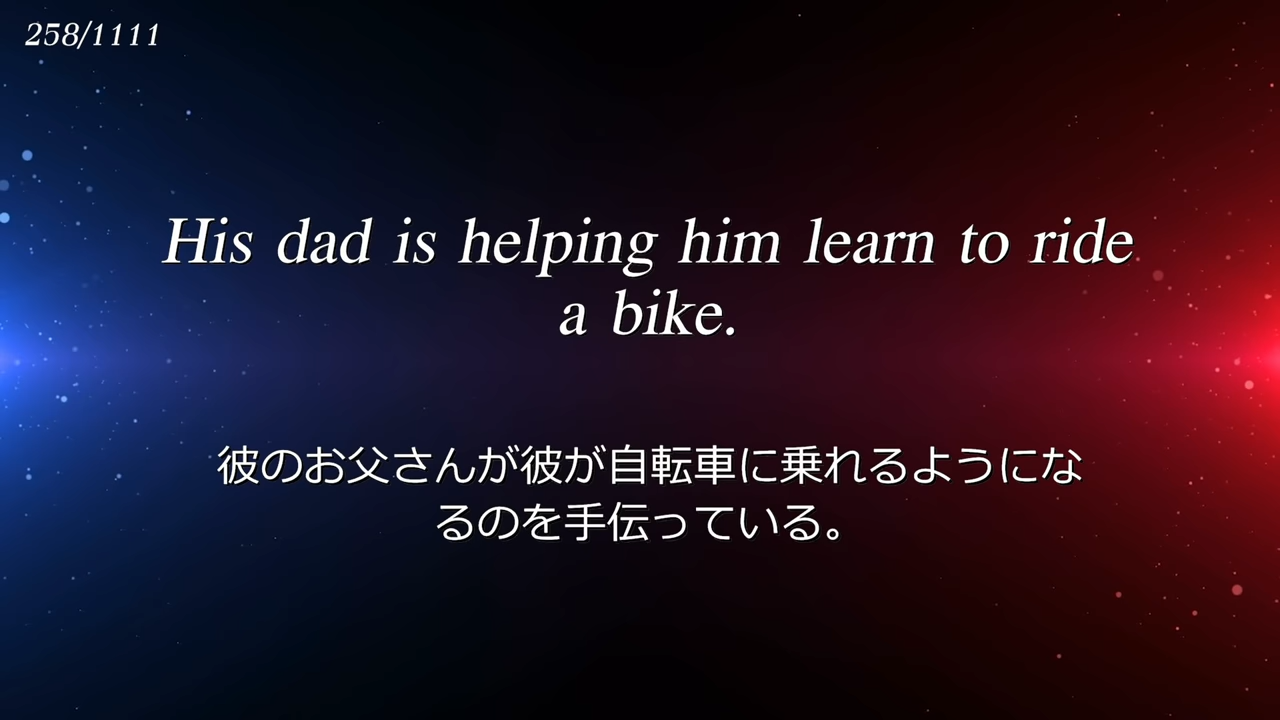 258/1111
His dad is helping him learn to ride
a bike.
彼のお父さんが彼が自転車に乗れるようにな
るのを手伝っている。